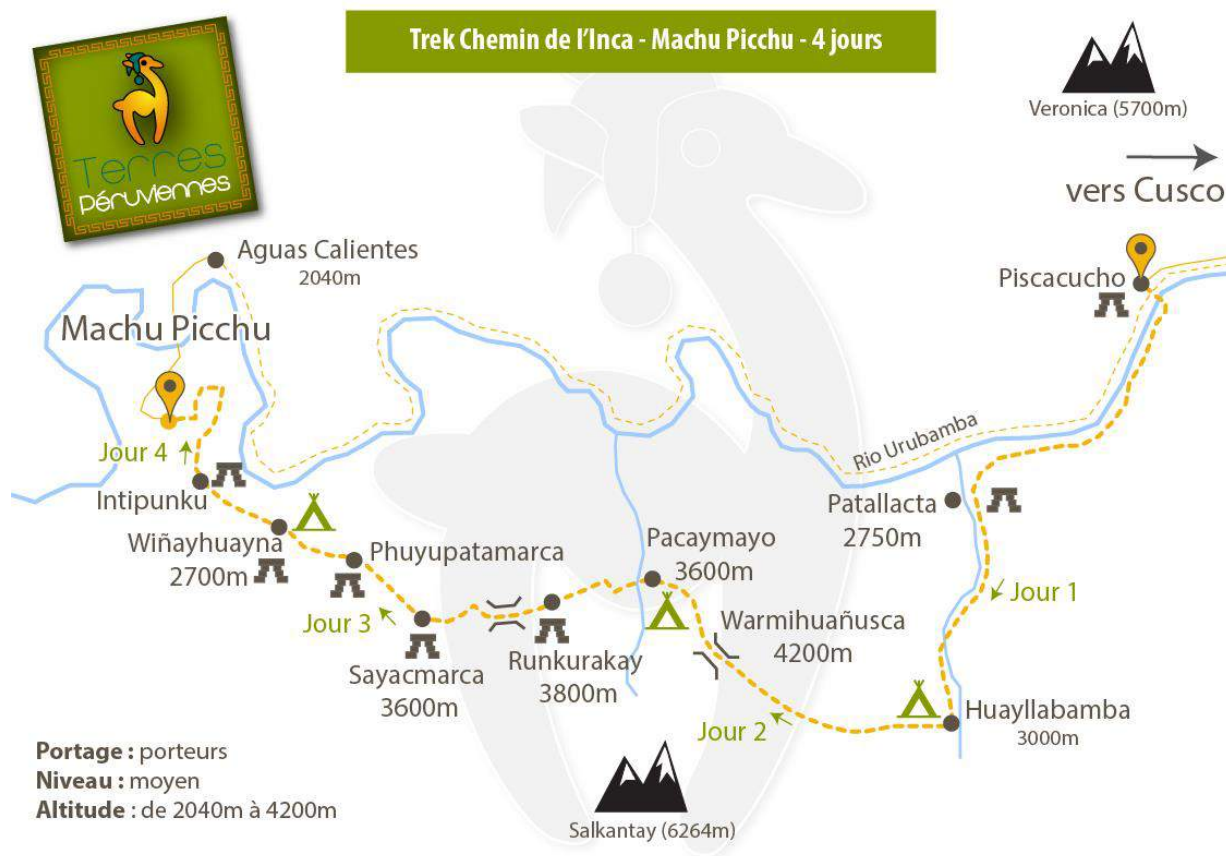 Trek Chemin de l'Inca - Machu Picchu - 4 jours
Terres
Péruviennes
Veronica (5700m)
vers Cusco
Aguas Calientes
2040m
Piscacucho
Machu Picchu
Rio Urubamba
Jour 4
Intipunku
Patallacta
2750m
Wiñayhuayna
2700m
Phuyupatamarca
Pacaymayo
3600m
Jour 1
Jour 3
Warmihuañusca
4200m
Sayacmarca
3600m
Runkurakay
3800m
Jour 2
Huayllabamba
3000m
Portage : porteurs
Niveau : moyen
Altitude : de 2040m à 4200m
Salkantay (6264m)